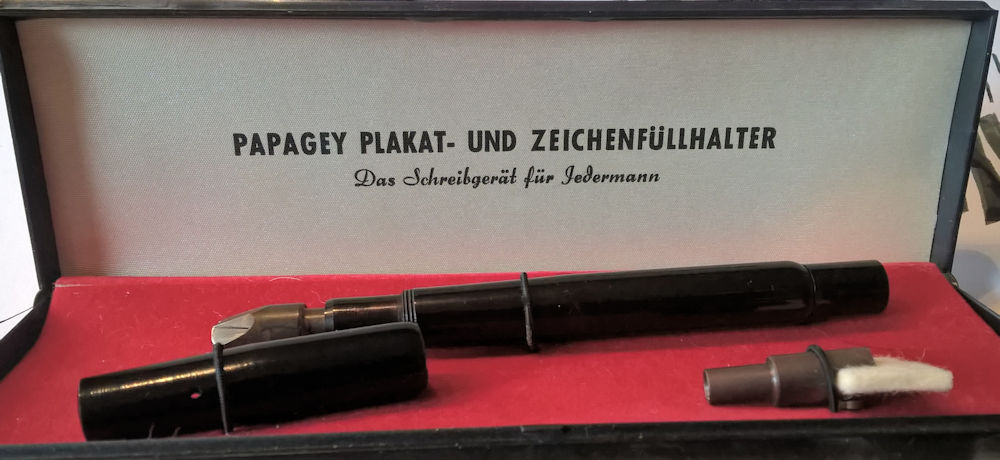 PAPAGEY PLAKAT- UND ZEICHENFÜLLHALTER
Das Schreibgerät für Jedermann